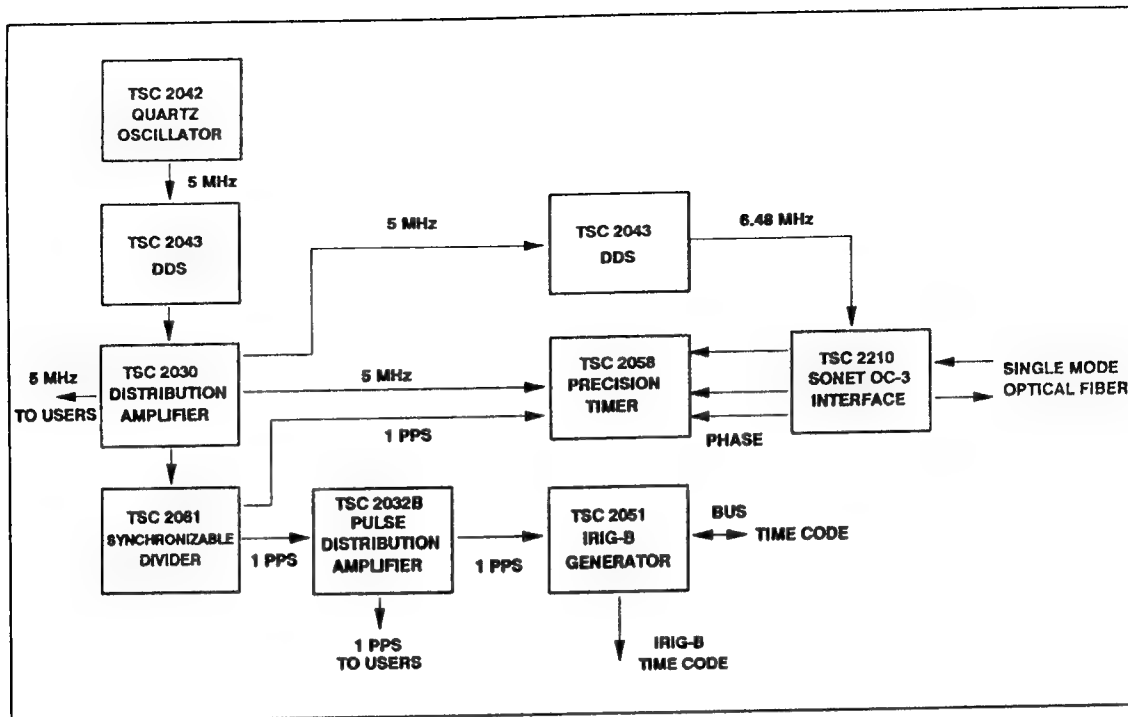 TSC 2042
QUARTZ
OSCILLATOR
5 MHz
TSC 2043
DDS
5 MHz
TSC 2043
DDS
6.48 MHz
5 MHz
TO USERS
TSC 2030
DISTRIBUTION
AMPLIFIER
5 MHz
1 PPS
TSC 2058
PRECISION
TIMER
PHASE
TSC 2210
SONET OC-3
INTERFACE
SINGLE MODE
OPTICAL FIBER
TSC 2061
SYNCHRONIZABLE
DIVIDER
1 PPS
TSC 2032B
PULSE
DISTRIBUTION
AMPLIFIER
1 PPS
TSC 2051
IRIG-B
GENERATOR
BUS
TIME CODE
1 PPS
TO USERS
IRIG-B
TIME CODE